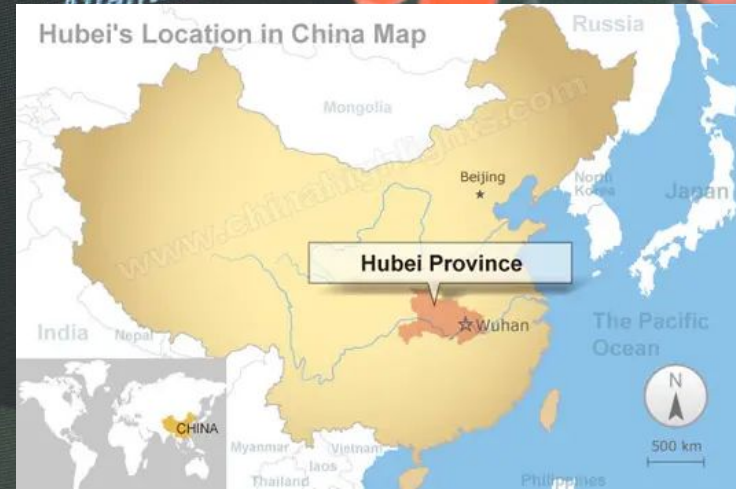 Hubei's Location in China Map
Russia
Mongolia
www.chinahighlights.com
Beijing
North
Korea
Japan
Hubei Province
Wuhan
India
Nepal
The Pacific
Ocean
N
500 km
CHINA
Myanmar
Vietnam
laos
Thailand
Philippines